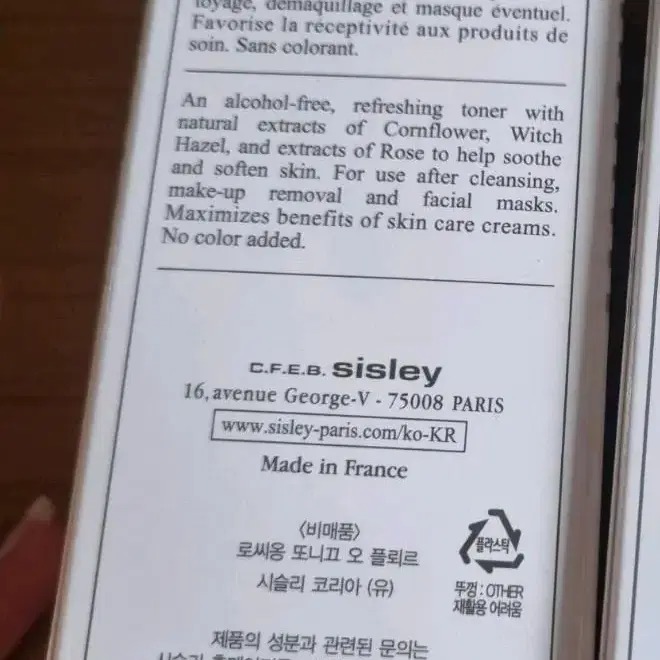 loyage, démaquillage et masque éventuel.
Favorise la réceptivité aux produits de
soin. Sans colorant.
An alcohol-free, refreshing toner with
natural extracts of Cornflower, Witch
Hazel, and extracts of Rose to help soothe
and soften skin. For use after cleansing,
make-up removal and facial masks.
Maximizes benefits of skin care creams.
No color added.
C.F.E.B. sisley
16, avenue George-V - 75008 PARIS
www.sisley-paris.com/ko-KR
Made in France
〈비매품〉
로씨옹 또니끄 오 플뢰르
시슬리 코리아 (유)
플라스틱
뚜껑 : OTHER
재활용 어려움
제품의 성분과 관련된 문의는